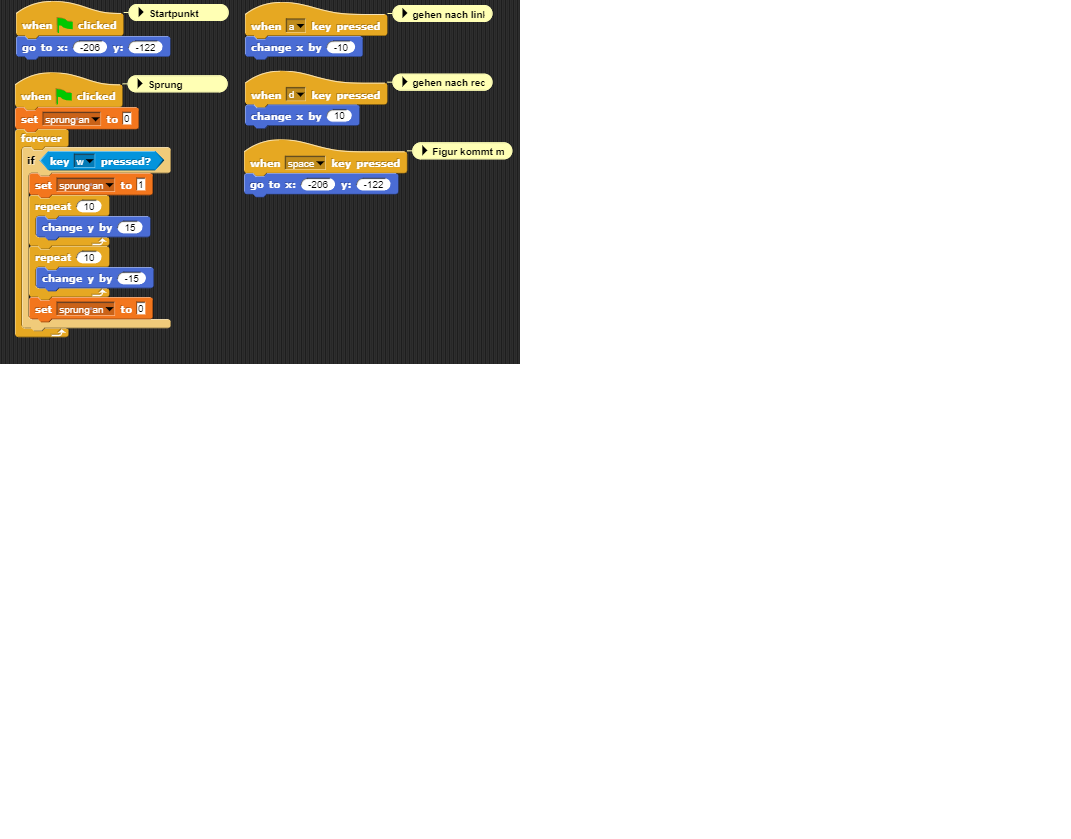 Startpunkt
when clicked
go to x: -206 y: -122
Sprung
when clicked
set sprung an to 0
forever
if key w pressed?
set sprung an to 1
repeat 10
change y by 15
repeat 10
change y by -15
set sprung an to 0
gehen nach linl
when a key pressed
change x by -10
gehen nach rec
when d key pressed
change x by 10
Figur kommt m
when space key pressed
go to x: -206 y: -122